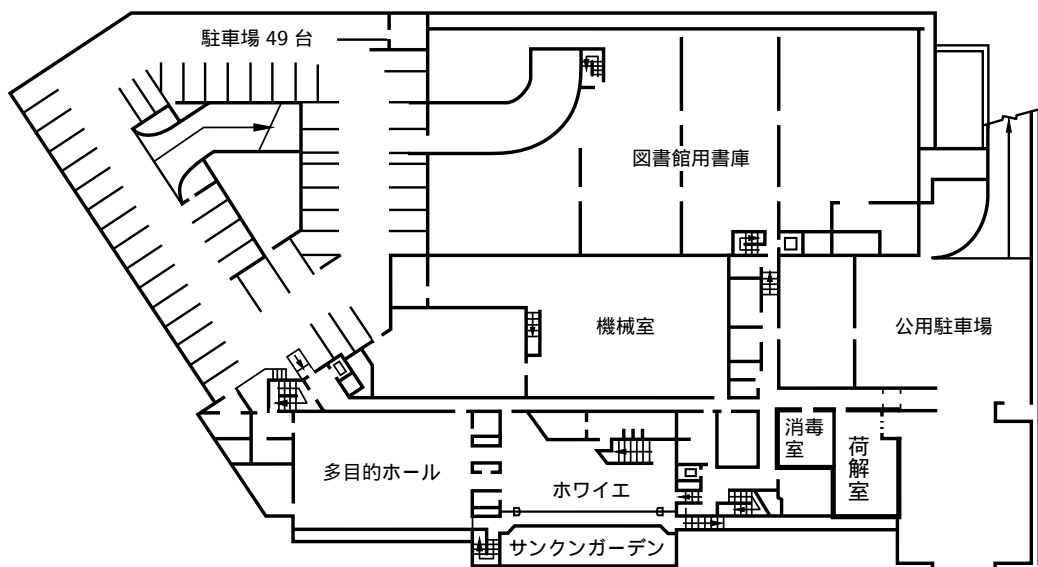 駐車場 49 台
図書館用書庫
機械室
公用駐車場
消毒
室
荷解室
多目的ホール
ホワイエ
サンクンガーデン